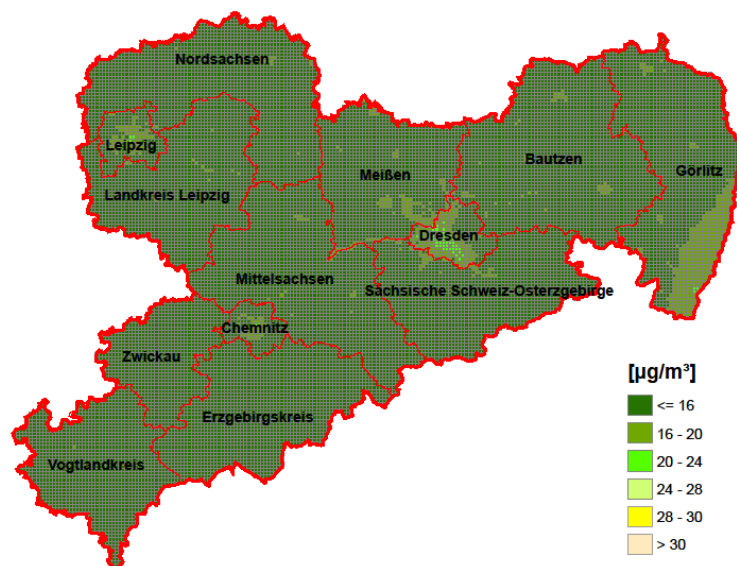 Nordsachsen
Leipzig
Landkreis Leipzig
Meißen
Bautzen
Görlitz
Dresden
Mittelsachsen
Sächsische Schweiz-Osterzgebirge
Chemnitz
Zwickau
Erzgebirgskreis
Vogtlandkreis
[µg/m³]
<= 16
16 - 20
20 - 24
24 - 28
28 - 30
> 30